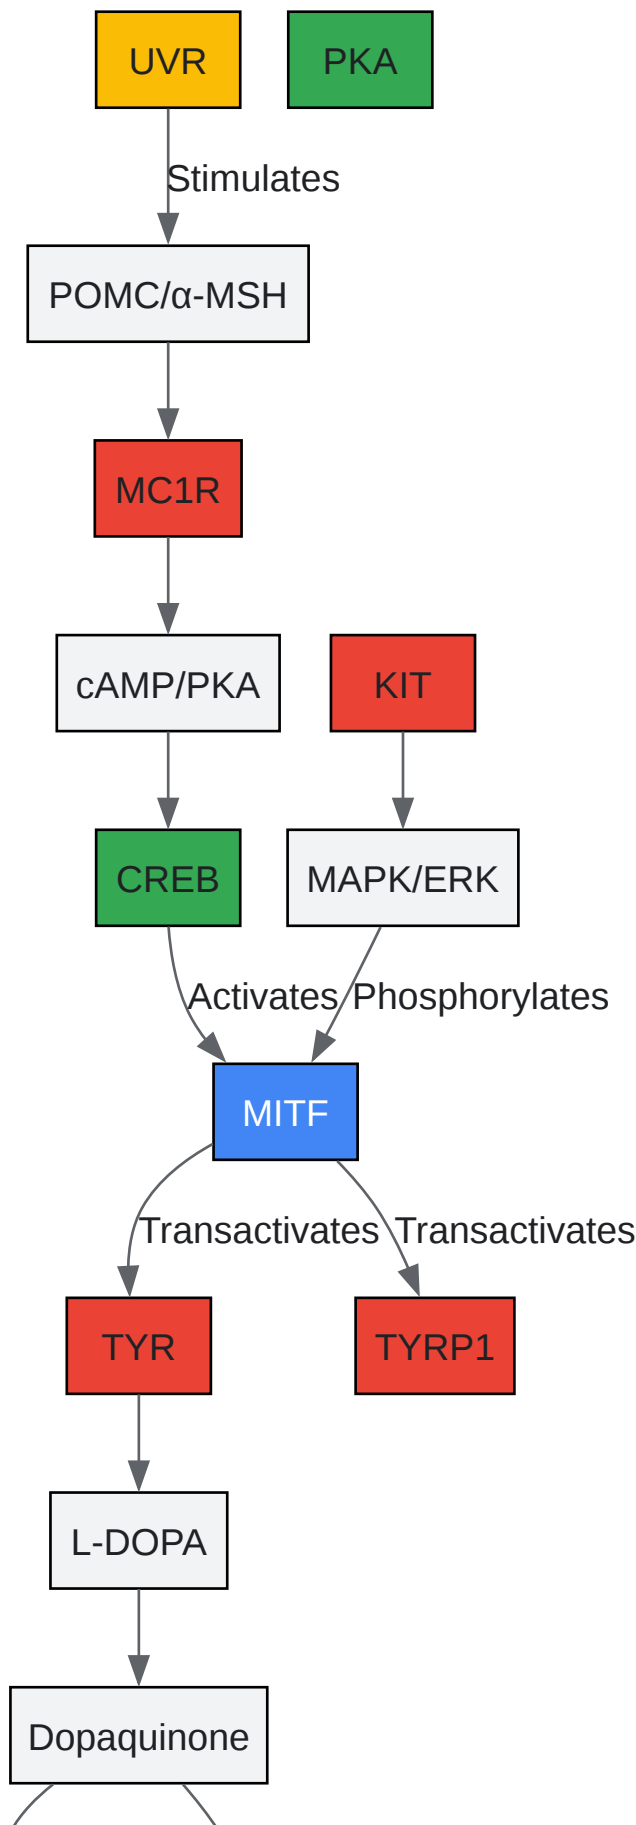 UVR
PKA
Stimulates
POMC/α-MSH
MC1R
cAMP/PKA
KIT
CREB
MAPK/ERK
Activates
Phosphorylates
MITF
Transactivates
Transactivates
TYR
TYRP1
L-DOPA
Dopaquinone